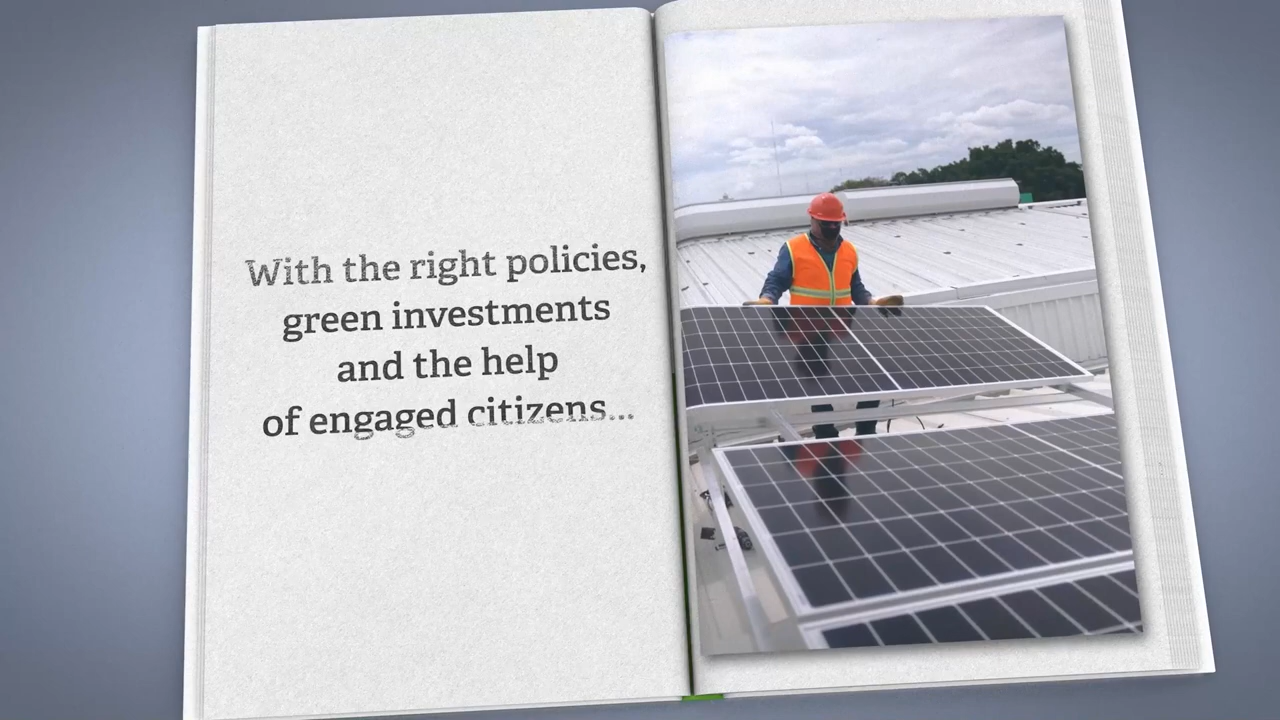 With the right policies,
green investments
and the help
of engaged citizens...